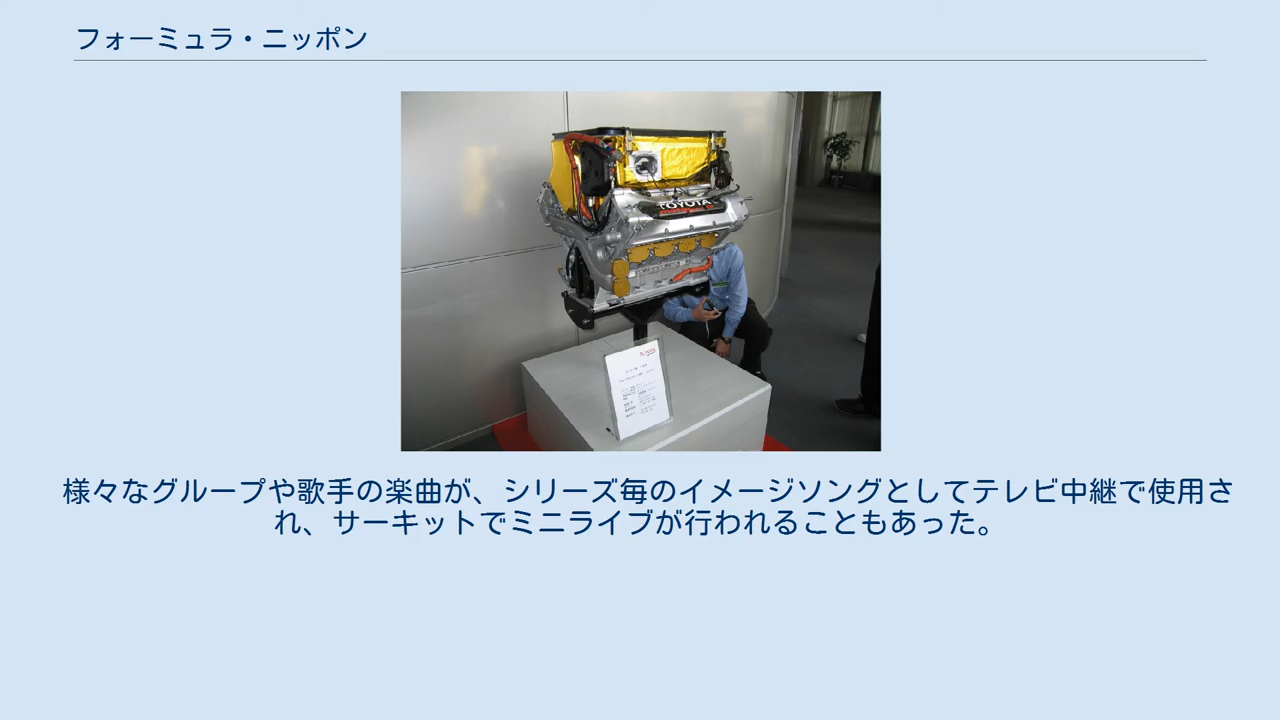 フォーミュラ・ニッポン
TOYOTA
様々なグループや歌手の楽曲が、シリーズ毎のイメージソングとしてテレビ中継で使用さ
れ、サーキットでミニライブが行われることもあった。